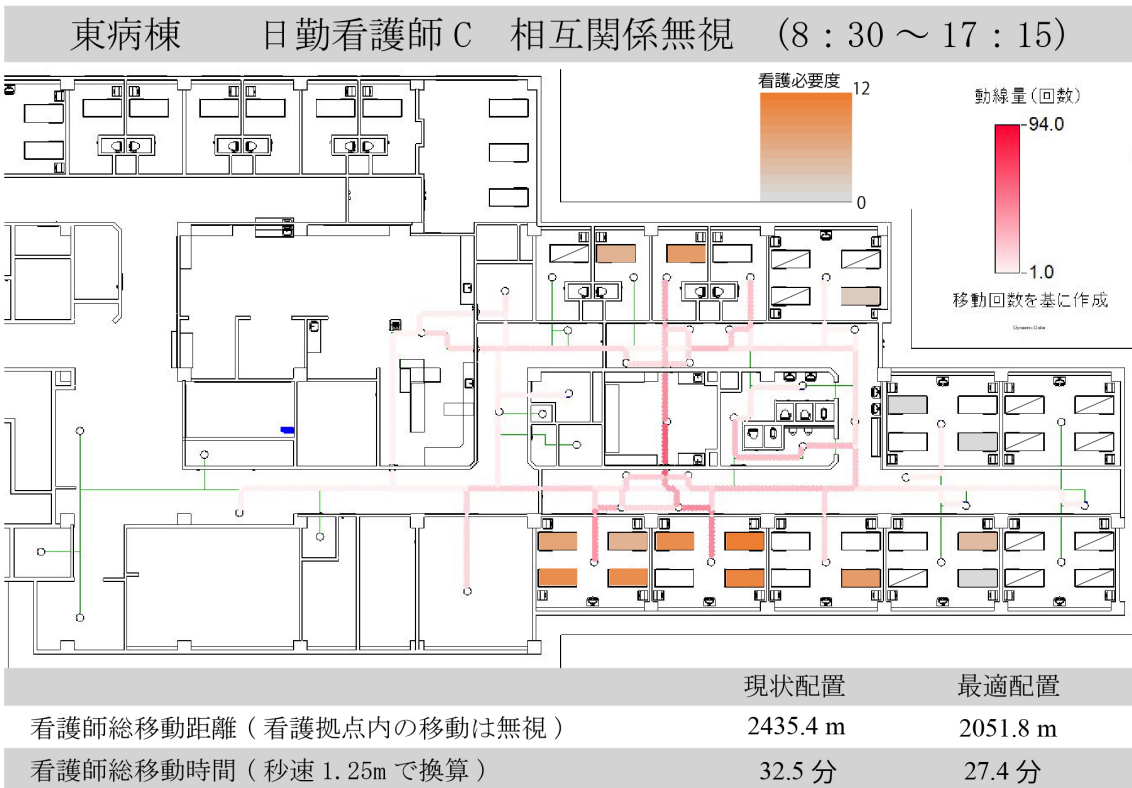 東病棟　日勤看護師C　相互関係無視　(8：30～17：15)
看護必要度
12
0
動線量(回数)
94.0
1.0
移動回数を基に作成
現状配置　最適配置
看護師総移動距離(看護拠点内の移動は無視)　2435.4 m　2051.8 m
看護師総移動時間(秒速1.25mで換算)　32.5 分　27.4 分